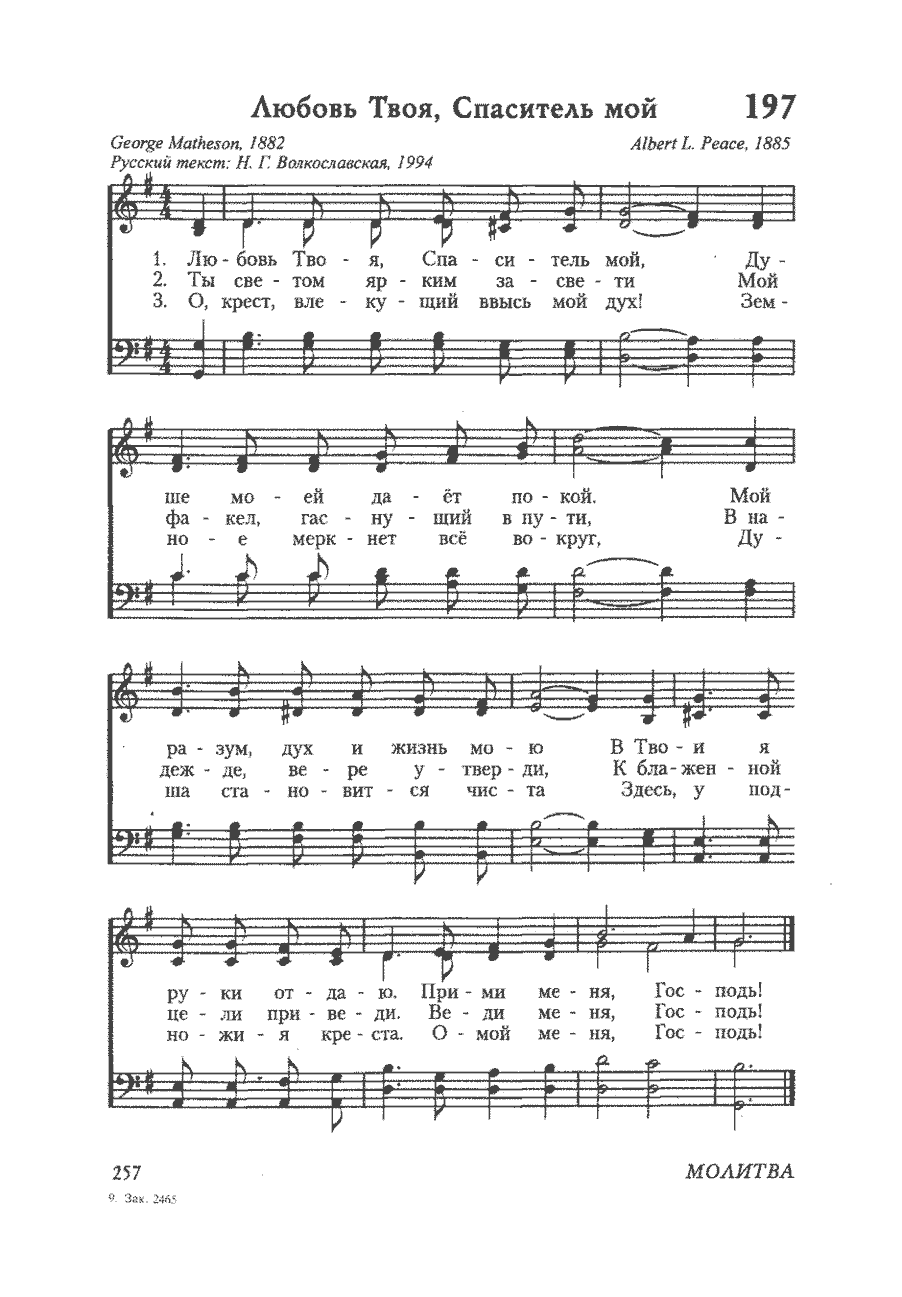 Любовь Твоя, Спаситель мой 197
George Matheson, 1882 Albert L. Peace, 1885
Русский текст: Н. Г. Волкославская, 1994
1. Лю - бовь Тво - я, Спа - си - тель мой, Ду -
2. Ты све - том яр - ким за - све - ти Мой
3. О, крест, вле - ку - щий ввысь мой дух! Зем -
ше мо - ей да - ёт по - кой. Мой
фа - кел, гас - ну - щий в пу - ти, В на -
но - е мерк - нет всё во - круг, Ду -
ра - зум, дух и жизнь мо - ю В Тво - и я
деж - де, ве - ре у - твер - ди, К бла - жен - ной
ша ста - но - вит - ся чис - та Здесь, у под -
ру - ки от - да - ю. При - ми ме - ня, Гос - подь!
це - ли при - ве - ди. Ве - ди ме - ня, Гос - подь!
но - жи - я кре - ста. О - мой ме - ня, Гос - подь!
257 МОЛИТВА
9. Зак. 2465